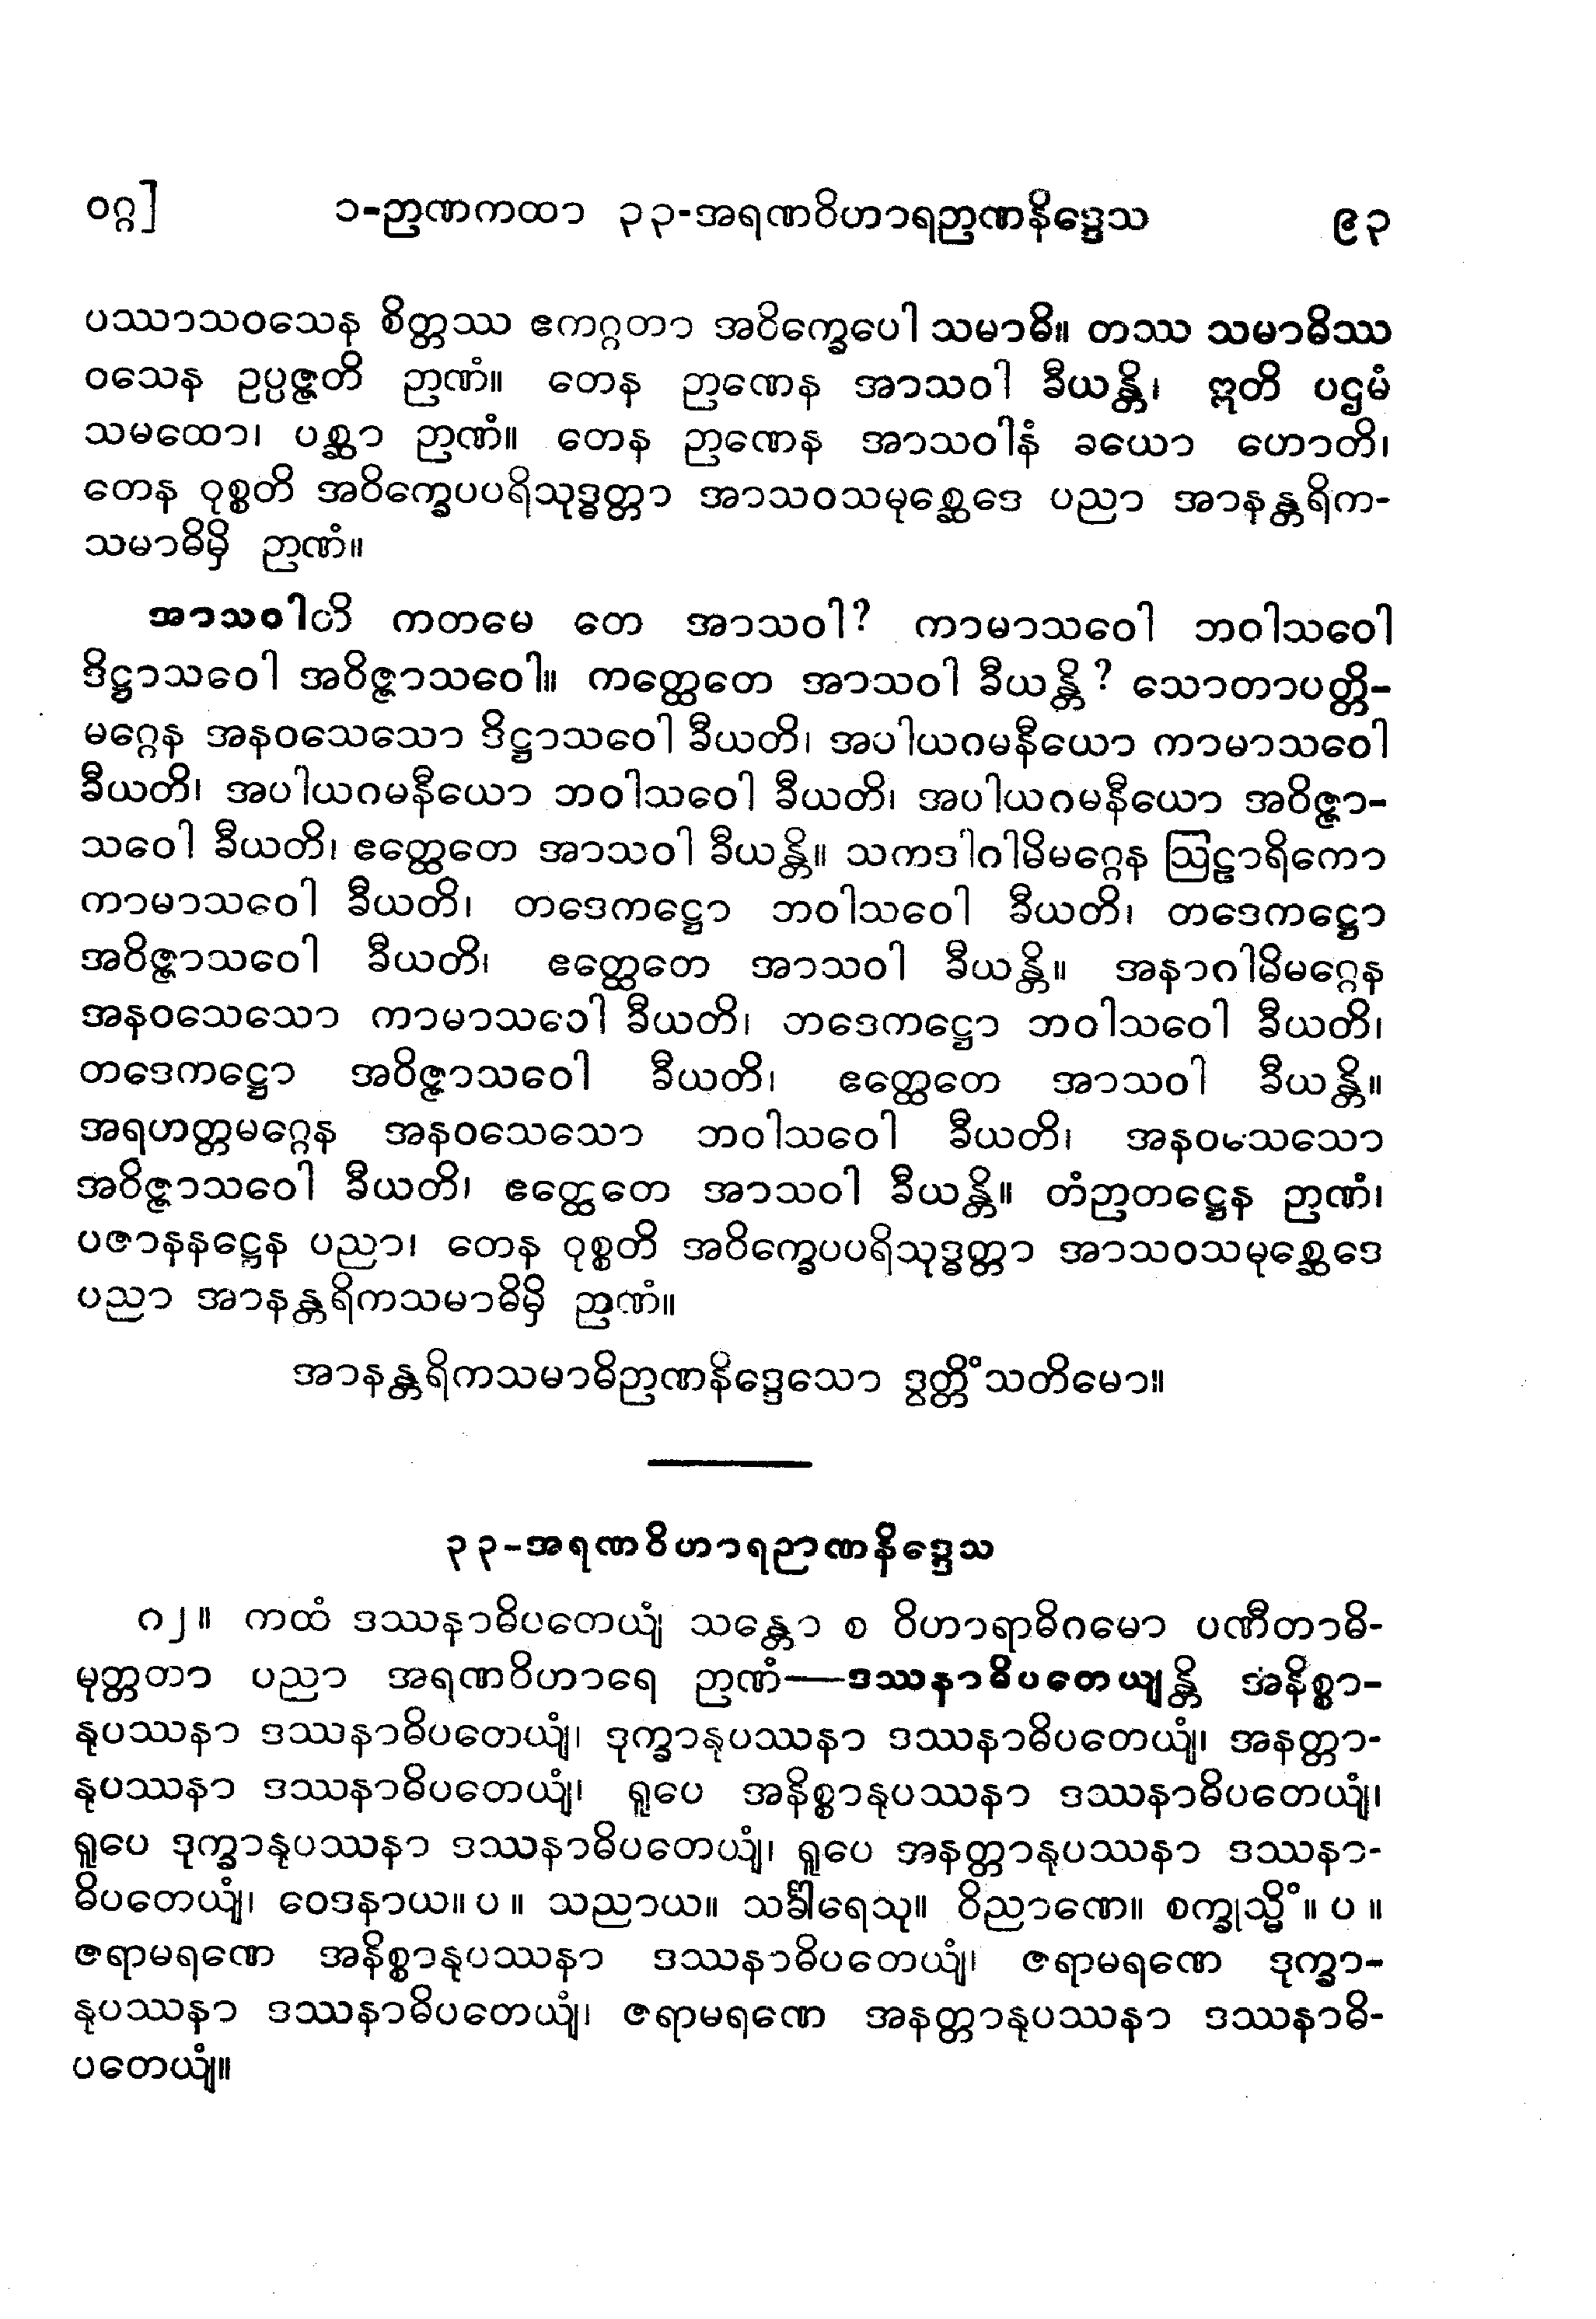 ဝဂ္ဂ] ၁-ဉာဏကထာ ၃၃-အရဏဝိဟာရဉာဏနိဒ္ဒေသ ၉၃
ပဿာသဝသေန စိတ္တဿ ဧကဂ္ဂတာ အဝိက္ခေပေါ သမာဓိ။ တဿ သမာဓိဿ
ဝသေန ဥပ္ပဇ္ဇတိ ဉာဏံ။ တေန ဉာဏေန အာသဝါ ခီယန္တိ၊ ဣတိ ပဌမံ
သမထော၊ ပစ္ဆာ ဉာဏံ။ တေန ဉာဏေန အာသဝါနံ ခယော ဟောတိ၊
တေန ဝုစ္စတိ အဝိက္ခေပပရိသုဒ္ဓတ္တာ အာသဝသမုစ္ဆေဒေ ပညာ အာနန္တရိက-
သမာဓိမှိ ဉာဏံ။
အာသဝါတိ ကတမေ တေ အာသဝါ? ကာမာသဝေါ ဘဝါသဝေါ
ဒိဋ္ဌာသဝေါ အဝိဇ္ဇာသဝေါ။ ကတ္ထေတေ အာသဝါ ခီယန္တိ? သောတာပတ္တိ-
မဂ္ဂေန အနဝသေသော ဒိဋ္ဌာသဝေါ ခီယတိ၊ အပါယဂမနီယော ကာမာသဝေါ
ခီယတိ၊ အပါယဂမနီယော ဘဝါသဝေါ ခီယတိ၊ အပါယဂမနီယော အဝိဇ္ဇာ-
သဝေါ ခီယတိ၊ ဧတ္ထေတေ အာသဝါ ခီယန္တိ။ သကဒါဂါမိမဂ္ဂေန ဩဠာရိကော
ကာမာသဝေါ ခီယတိ၊ တဒေကဋ္ဌော ဘဝါသဝေါ ခီယတိ၊ တဒေကဋ္ဌော
အဝိဇ္ဇာသဝေါ ခီယတိ၊ ဧတ္ထေတေ အာသဝါ ခီယန္တိ။ အနာဂါမိမဂ္ဂေန
အနဝသေသော ကာမာသဝေါ ခီယတိ၊ တဒေကဋ္ဌော ဘဝါသဝေါ ခီယတိ၊
တဒေကဋ္ဌော အဝိဇ္ဇာသဝေါ ခီယတိ၊ ဧတ္ထေတေ အာသဝါ ခီယန္တိ။
အရဟတ္တမဂ္ဂေန အနဝသေသော ဘဝါသဝေါ ခီယတိ၊ အနဝသေသော
အဝိဇ္ဇာသဝေါ ခီယတိ၊ ဧတ္ထေတေ အာသဝါ ခီယန္တိ။ တံဉာတဋ္ဌေန ဉာဏံ၊
ပဇာနနဋ္ဌေန ပညာ၊ တေန ဝုစ္စတိ အဝိက္ခေပပရိသုဒ္ဓတ္တာ အာသဝသမုစ္ဆေဒေ
ပညာ အာနန္တရိကသမာဓိမှိ ဉာဏံ။
အာနန္တရိကသမာဓိဉာဏနိဒ္ဒေသော ဒွတ္တိံသတိမော။
၃၃-အရဏဝိဟာရဉာဏနိဒ္ဒေသ
၈၂။ ကထံ ဒဿနာဓိပတေယျံ သန္တော စ ဝိဟာရာဓိဂမော ပဏီတာဓိ-
မုတ္တတာ ပညာ အရဏဝိဟာရေ ဉာဏံ—ဒဿနာဓိပတေယျန္တိ အနိစ္စာ-
နုပဿနာ ဒဿနာဓိပတေယျံ၊ ဒုက္ခာနုပဿနာ ဒဿနာဓိပတေယျံ၊ အနတ္တာ-
နုပဿနာ ဒဿနာဓိပတေယျံ၊ ရူပေ အနိစ္စာနုပဿနာ ဒဿနာဓိပတေယျံ၊
ရူပေ ဒုက္ခာနုပဿနာ ဒဿနာဓိပတေယျံ၊ ရူပေ အနတ္တာနုပဿနာ ဒဿနာ-
ဓိပတေယျံ၊ ဝေဒနာယ။ပ။ သညာယ။ သင်္ခါရေသု။ ဝိညာဏေ။ စက္ခုသ္မိံ။ပ။
ဇရာမရဏေ အနိစ္စာနုပဿနာ ဒဿနာဓိပတေယျံ၊ ဇရာမရဏေ ဒုက္ခာ-
နုပဿနာ ဒဿနာဓိပတေယျံ၊ ဇရာမရဏေ အနတ္တာနုပဿနာ ဒဿနာဓိ-
ပတေယျံ။